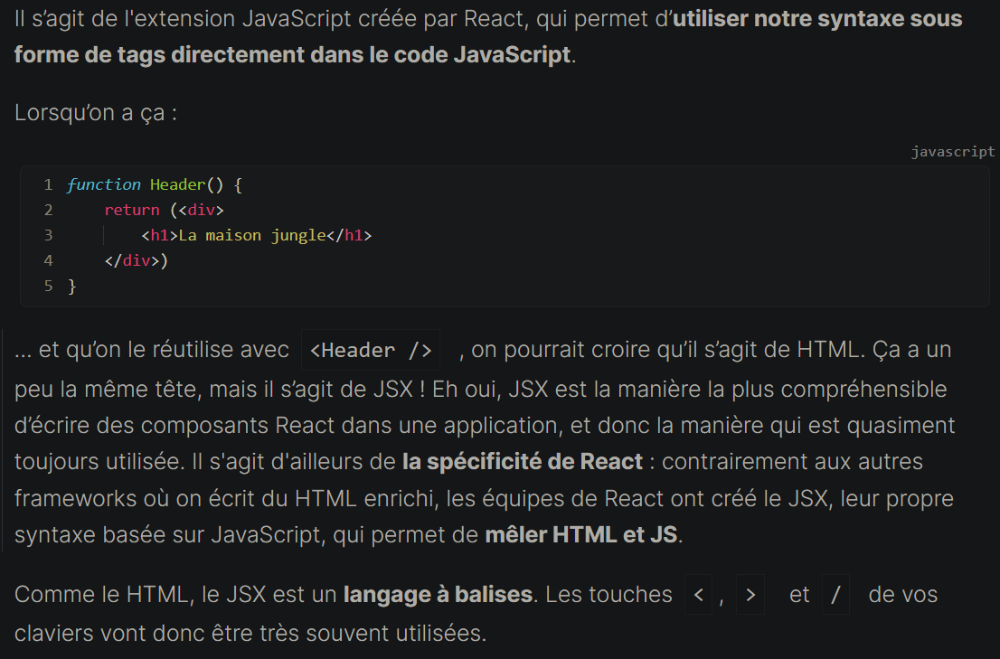 Il s’agit de l'extension JavaScript créée par React, qui permet d’utiliser notre syntaxe sous
forme de tags directement dans le code JavaScript.
Lorsqu’on a ça :
javascript
1 function Header() {
2     return (<div>
3         <h1>La maison jungle</h1>
4     </div>)
5 }
... et qu’on le réutilise avec <Header /> , on pourrait croire qu’il s’agit de HTML. Ça a un
peu la même tête, mais il s’agit de JSX ! Eh oui, JSX est la manière la plus compréhensible
d’écrire des composants React dans une application, et donc la manière qui est quasiment
toujours utilisée. Il s'agit d'ailleurs de la spécificité de React : contrairement aux autres
frameworks où on écrit du HTML enrichi, les équipes de React ont créé le JSX, leur propre
syntaxe basée sur JavaScript, qui permet de mêler HTML et JS.
Comme le HTML, le JSX est un langage à balises. Les touches < , > et / de vos
claviers vont donc être très souvent utilisées.